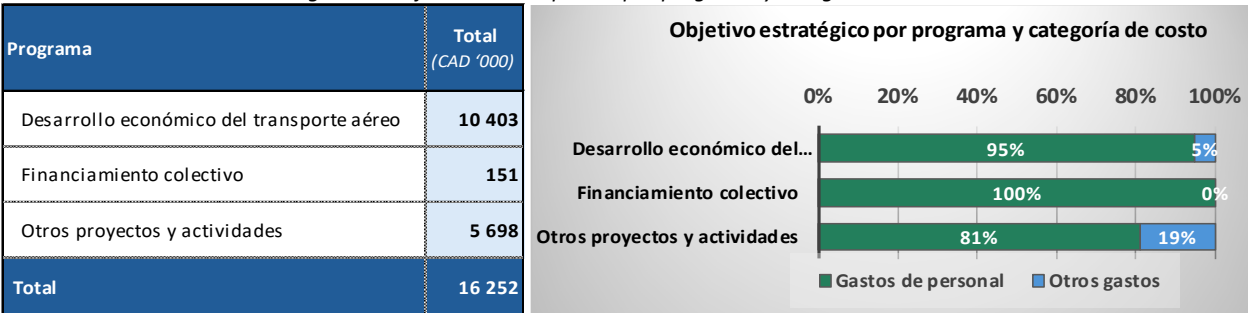 Programa
Total
(CAD ‘000)
Desarrollo económico del transporte aéreo 10 403
Financiamiento colectivo 151
Otros proyectos y actividades 5 698
Total 16 252
Objetivo estratégico por programa y categoría de costo
0% 20% 40% 60% 80% 100%
Desarrollo económico del... 95% 5%
Financiamiento colectivo 100% 0%
Otros proyectos y actividades 81% 19%
Gastos de personal Otros gastos